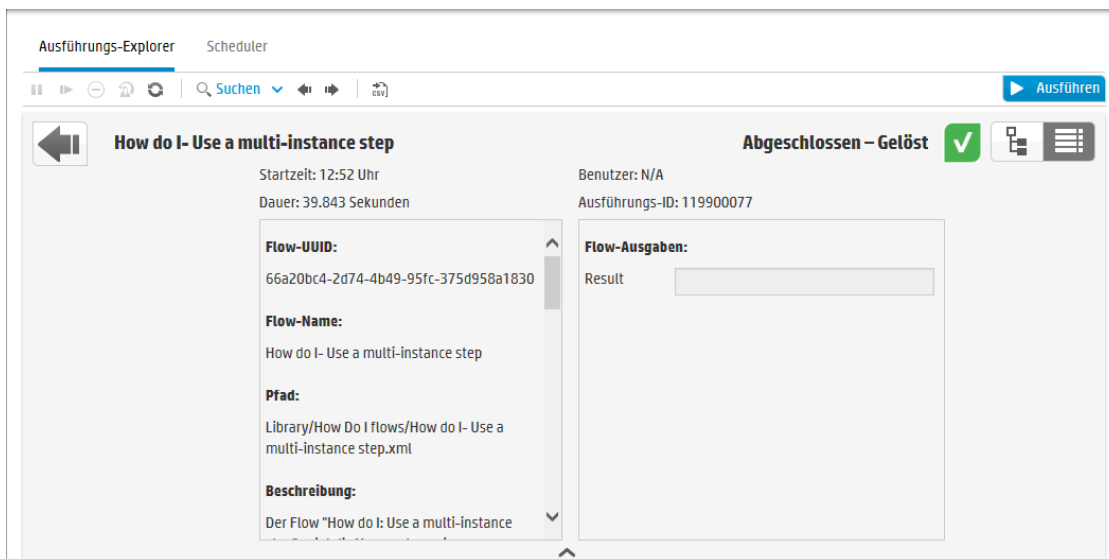 Ausführungs-Explorer Scheduler
Suchen csv Ausführen
How do I- Use a multi-instance step Abgeschlossen – Gelöst
Startzeit: 12:52 Uhr Benutzer: N/A
Dauer: 39.843 Sekunden Ausführungs-ID: 119900077
Flow-UUID:
66a20bc4-2d74-4b49-95fc-375d958a1830
Flow-Name:
How do I- Use a multi-instance step
Pfad:
Library/How Do I flows/How do I- Use a
multi-instance step.xml
Beschreibung:
Der Flow "How do I: Use a multi-instance
Flow-Ausgaben:
Result